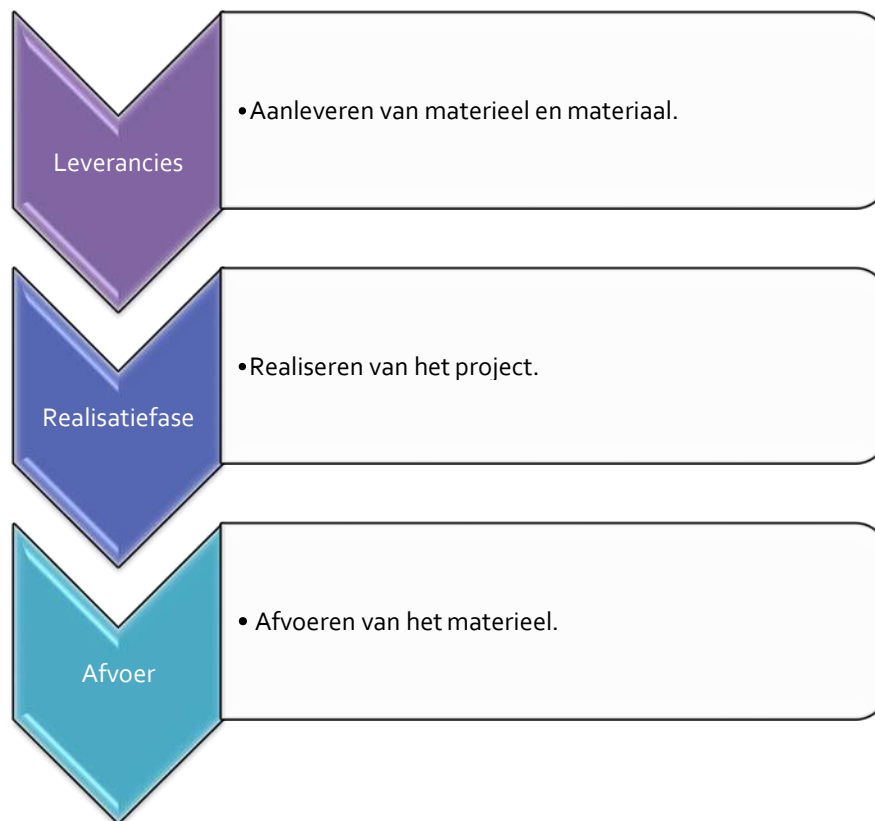 Leverancies
•Aanleveren van materieel en materiaal.
Realisatiefase
•Realiseren van het project.
Afvoer
• Afvoeren van het materieel.